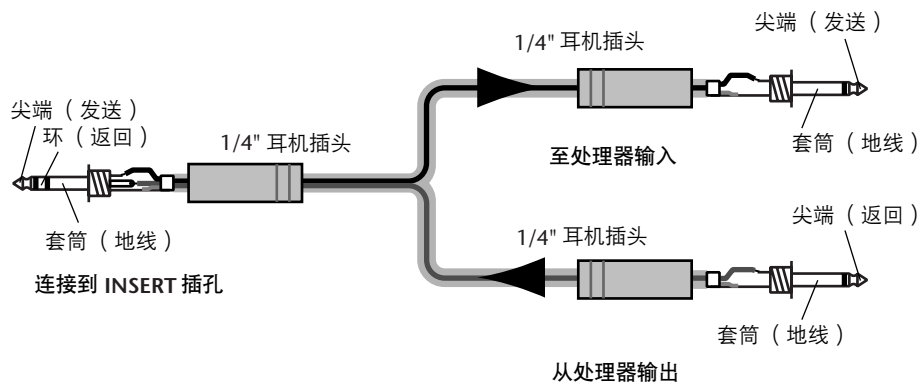 尖端（发送）
环（返回）
1/4" 耳机插头
套筒（地线）
连接到 INSERT 插孔
1/4" 耳机插头
尖端（发送）
套筒（地线）
至处理器输入
1/4" 耳机插头
尖端（返回）
套筒（地线）
从处理器输出